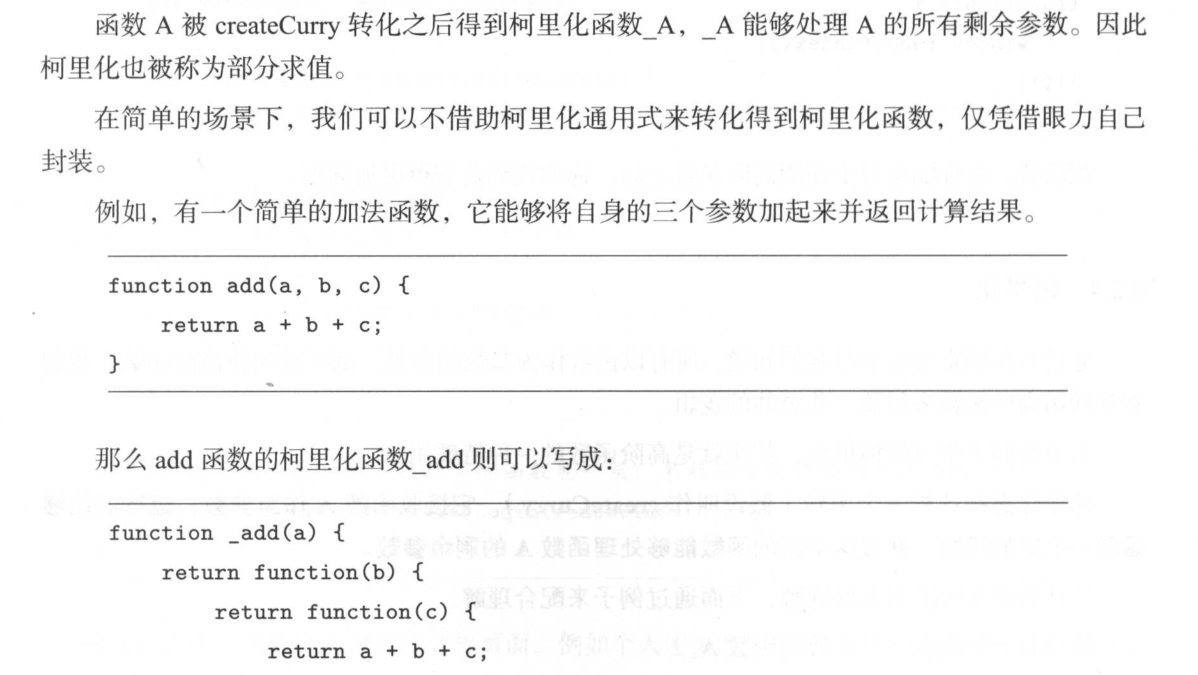 函数 A 被 createCurry 转化之后得到柯里化函数_A，_A 能够处理 A 的所有剩余参数。因此
柯里化也被称为部分求值。
在简单的场景下，我们可以不借助柯里化通用式来转化得到柯里化函数，仅凭借眼力自己
封装。
例如，有一个简单的加法函数，它能够将自身的三个参数加起来并返回计算结果。
function add(a, b, c) {
    return a + b + c;
}
那么 add 函数的柯里化函数_add 则可以写成：
function _add(a) {
    return function(b) {
        return function(c) {
            return a + b + c;